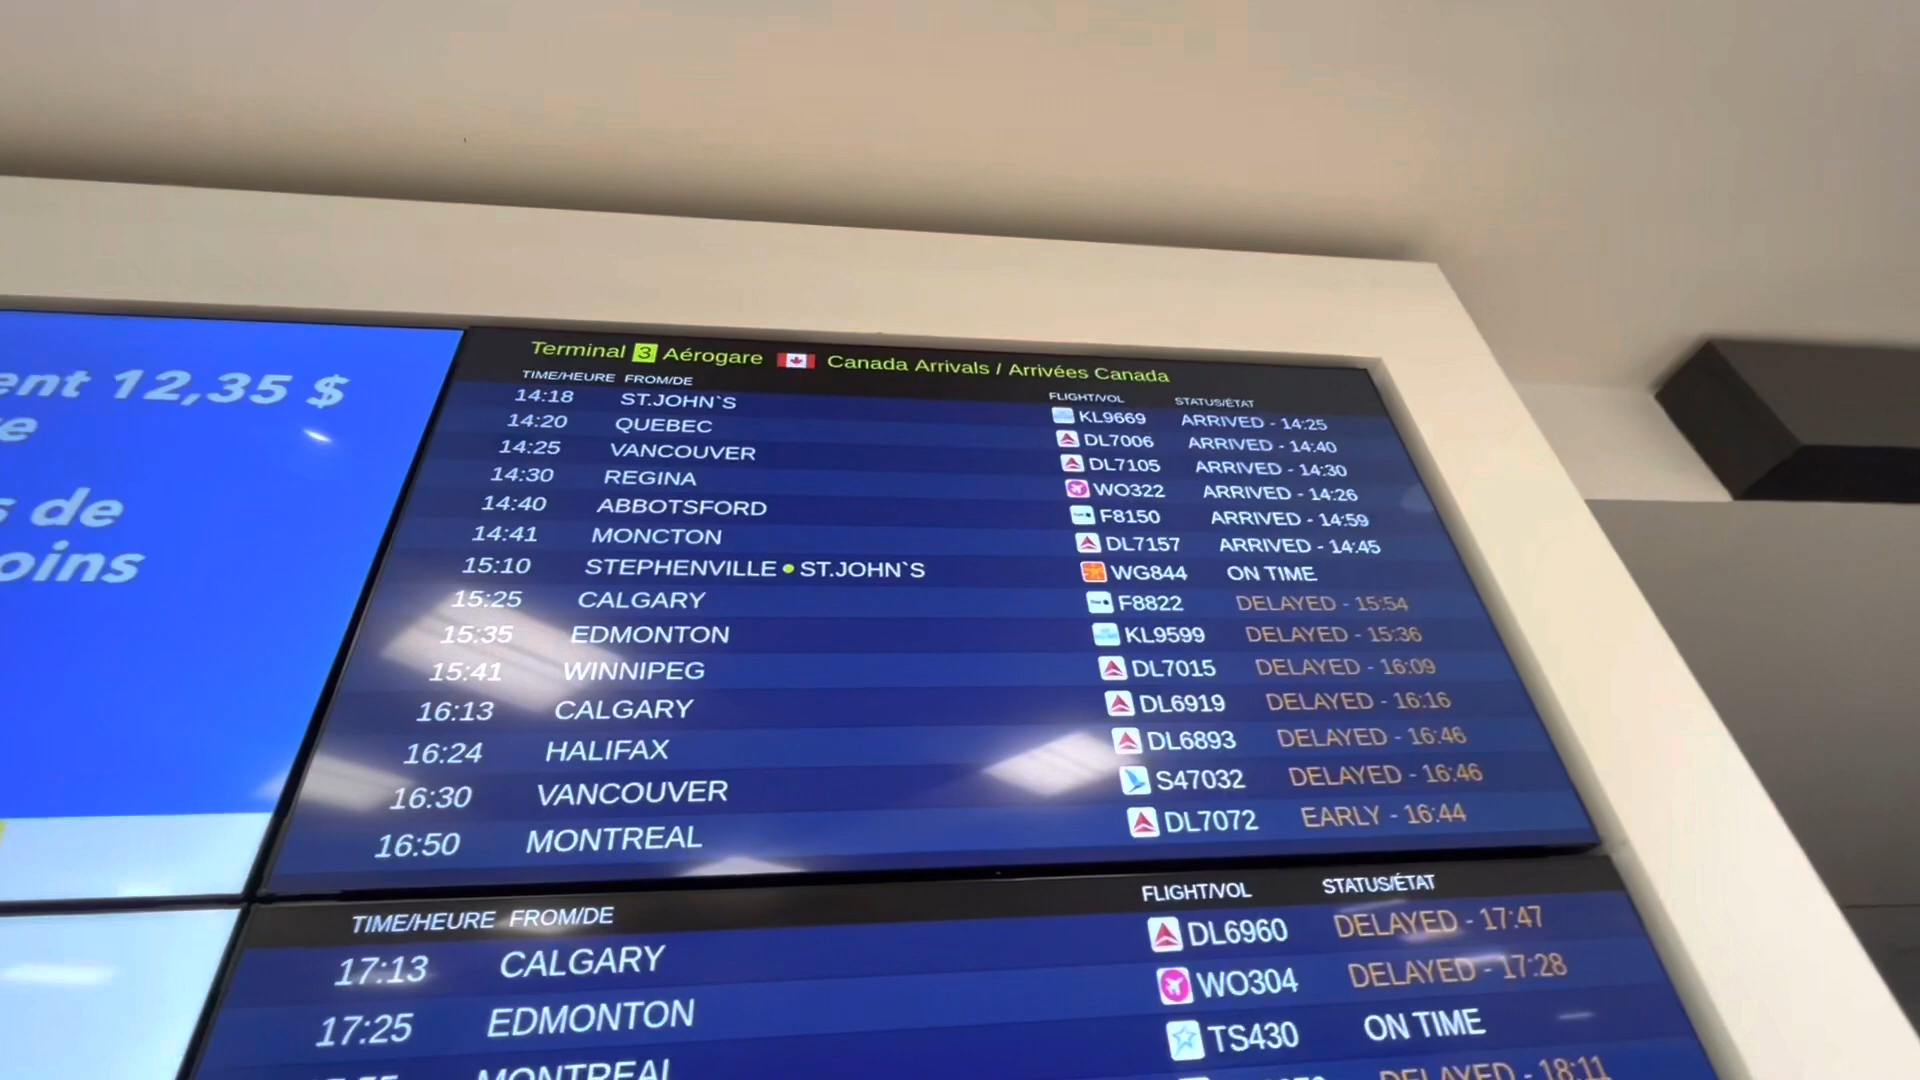 ent 12,35 $
e
s de
oins
Terminal 3 Aérogare Canada Arrivals / Arrivées Canada
TIME/HEURE FROM/DE FLIGHT/VOL STATUS/ÉTAT
14:18 ST.JOHN`S KL9669 ARRIVED - 14:25
14:20 QUEBEC DL7006 ARRIVED - 14:40
14:25 VANCOUVER DL7105 ARRIVED - 14:30
14:30 REGINA WO322 ARRIVED - 14:26
14:40 ABBOTSFORD F8150 ARRIVED - 14:59
14:41 MONCTON DL7157 ARRIVED - 14:45
15:10 STEPHENVILLE • ST.JOHN`S WG844 ON TIME
15:25 CALGARY F8822 DELAYED - 15:54
15:35 EDMONTON KL9599 DELAYED - 15:36
15:41 WINNIPEG DL7015 DELAYED - 16:09
16:13 CALGARY DL6919 DELAYED - 16:16
16:24 HALIFAX DL6893 DELAYED - 16:46
16:30 VANCOUVER S47032 DELAYED - 16:46
16:50 MONTREAL DL7072 EARLY - 16:44
TIME/HEURE FROM/DE FLIGHT/VOL STATUS/ÉTAT
17:13 CALGARY DL6960 DELAYED - 17:47
17:25 EDMONTON WO304 DELAYED - 17:28
MONTREAL TS430 ON TIME
DELAYED - 18:11